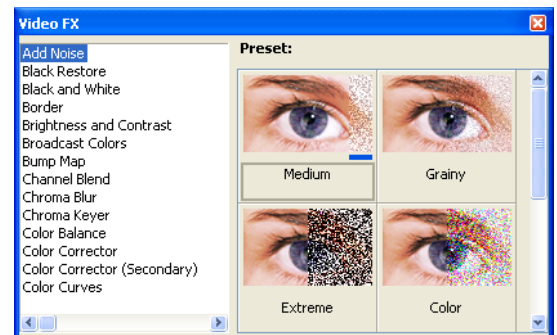 Video FX
Add Noise
Black Restore
Black and White
Border
Brightness and Contrast
Broadcast Colors
Bump Map
Channel Blend
Chroma Blur
Chroma Keyer
Color Balance
Color Corrector
Color Corrector (Secondary)
Color Curves
Preset:
Medium
Grainy
Extreme
Color